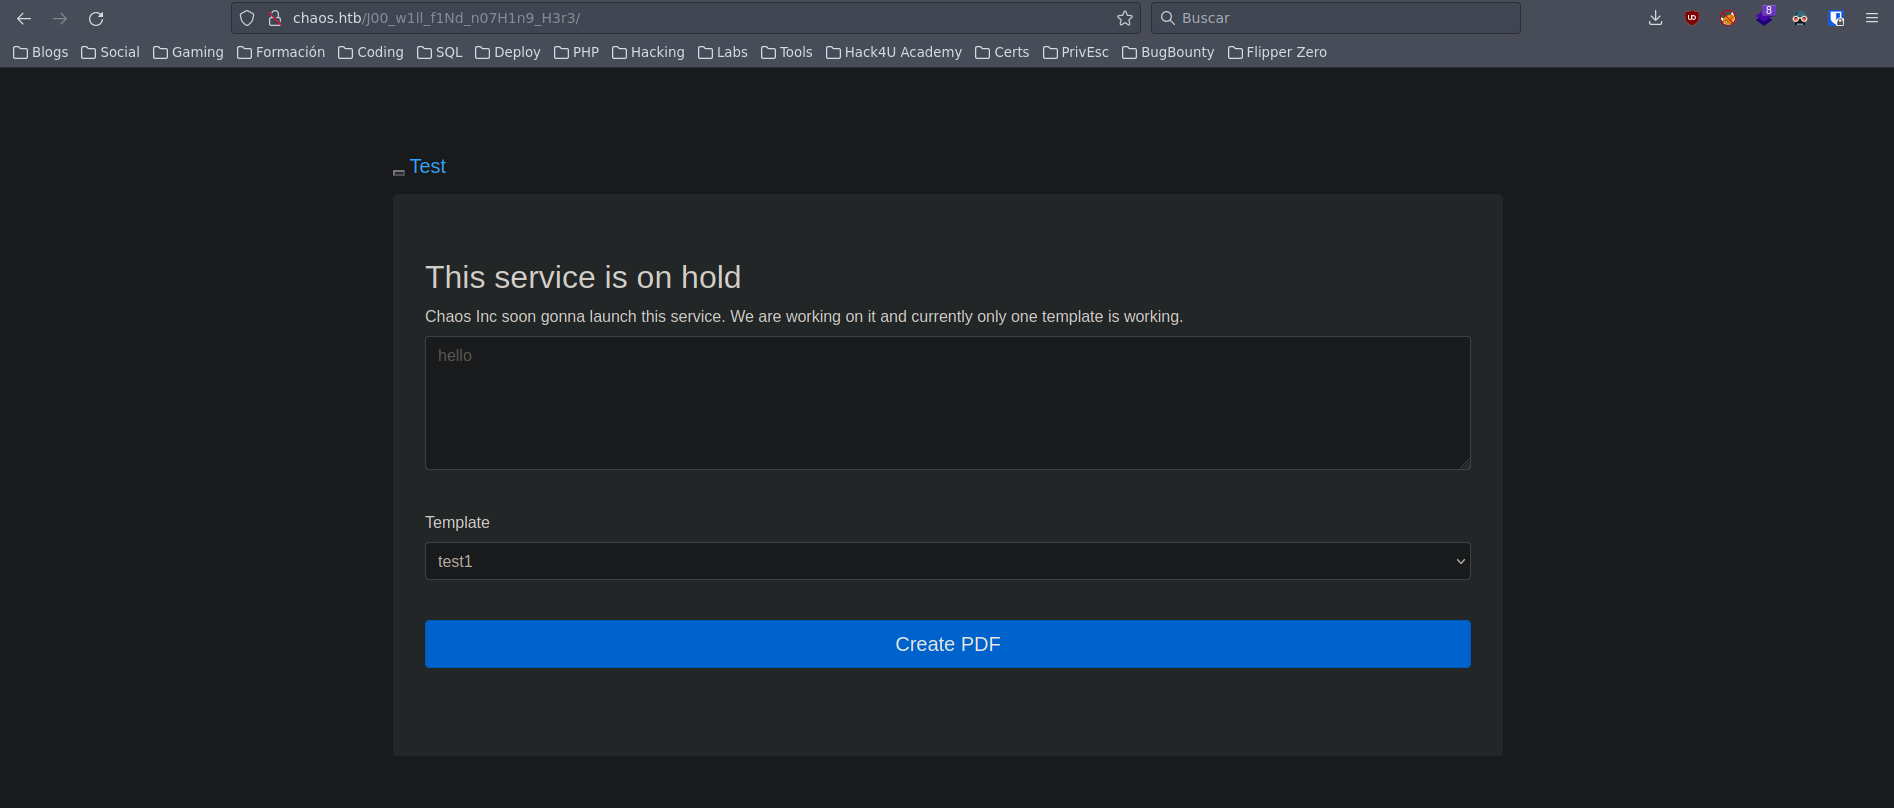 chaos.htb/J00_w1ll_f1Nd_n07H1n9_H3r3/
Buscar
8
Blogs Social Gaming Formación Coding SQL Deploy PHP Hacking Labs Tools Hack4U Academy Certs PrivEsc BugBounty Flipper Zero
Test
This service is on hold
Chaos Inc soon gonna launch this service. We are working on it and currently only one template is working.
hello
Template
test1
Create PDF